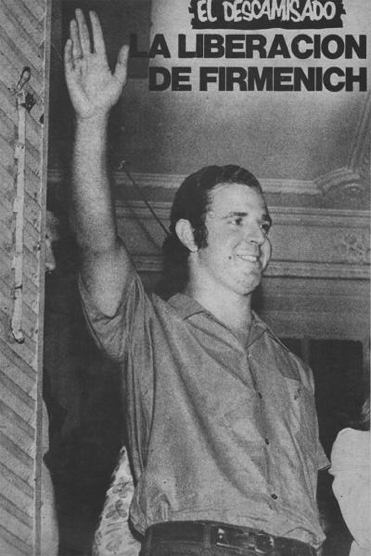 EL DESCAMISADO
LA LIBERACION
DE FIRMENICH